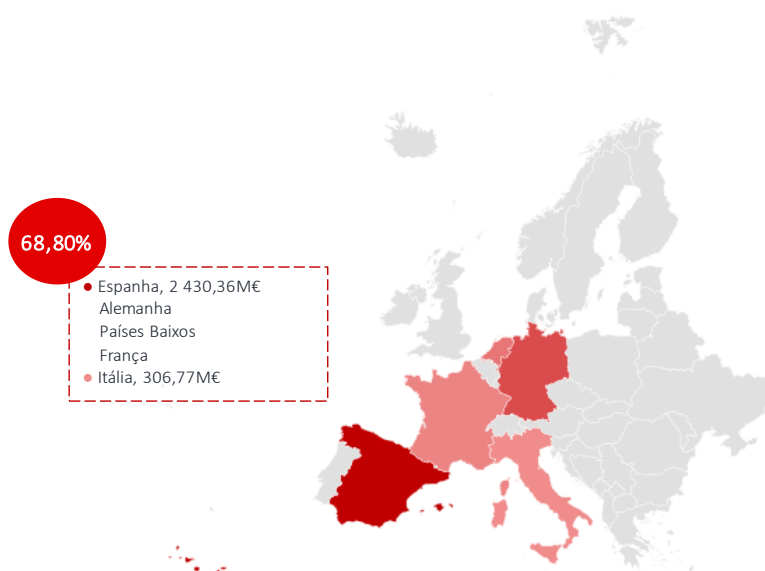 68,80%
Espanha, 2 430,36M€
Alemanha
Países Baixos
França
Itália, 306,77M€